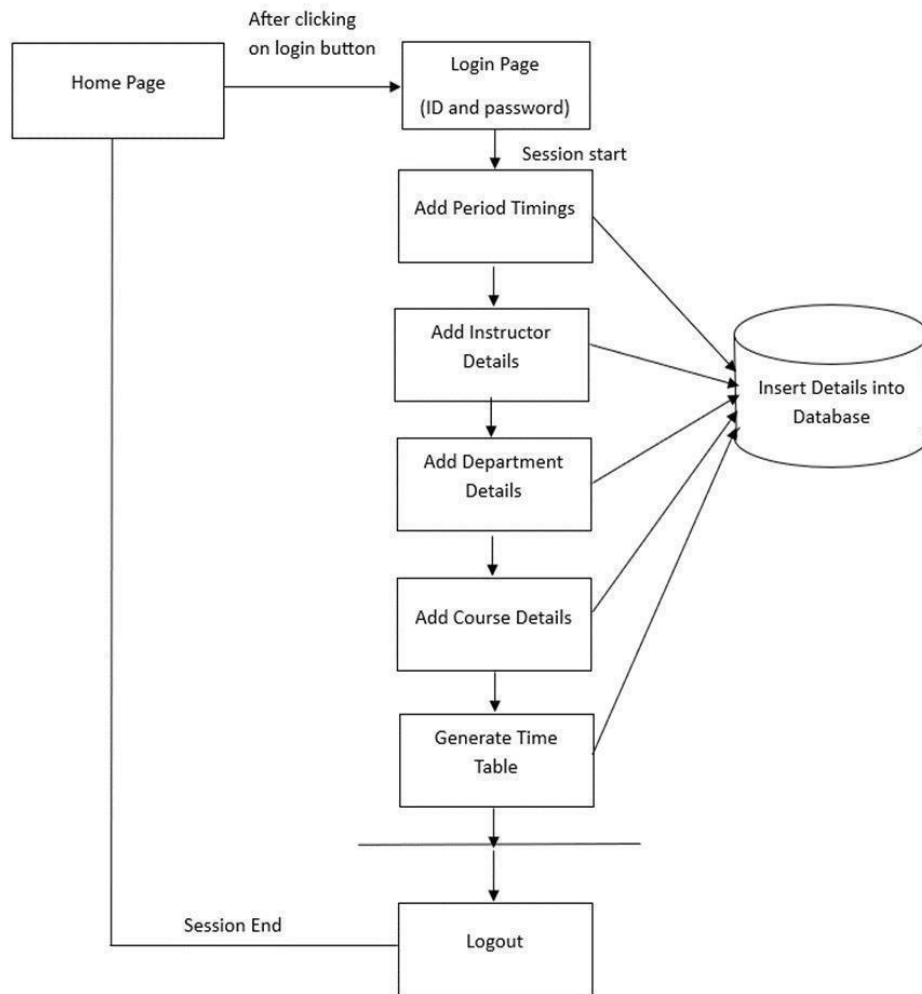 After clicking
on login button
Home Page
Login Page
(ID and password)
Session start
Add Period Timings
Add Instructor
Details
Insert Details into
Database
Add Department
Details
Add Course Details
Generate Time
Table
Session End
Logout